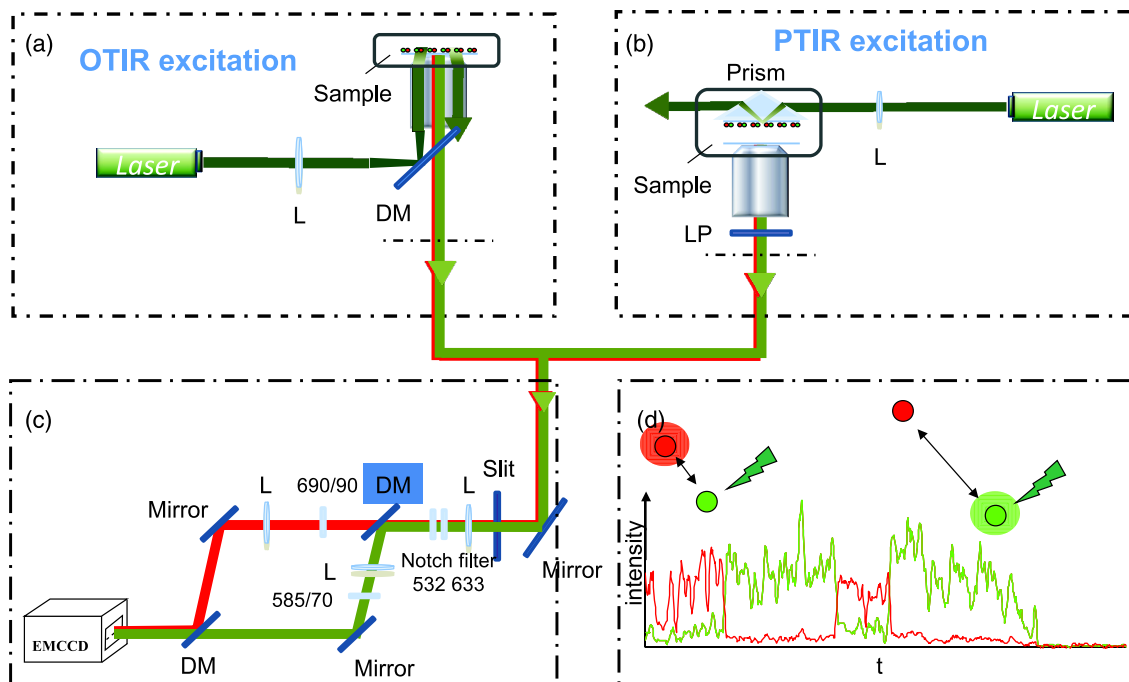 (a)
OTIR excitation
Sample
Laser
L
DM
(b)
PTIR excitation
Prism
Laser
L
Sample
LP
(c)
Slit
L
690/90
DM
L
Mirror
Notch filter
532 633
L
585/70
Mirror
EMCCD
DM
Mirror
(d)
intensity
t